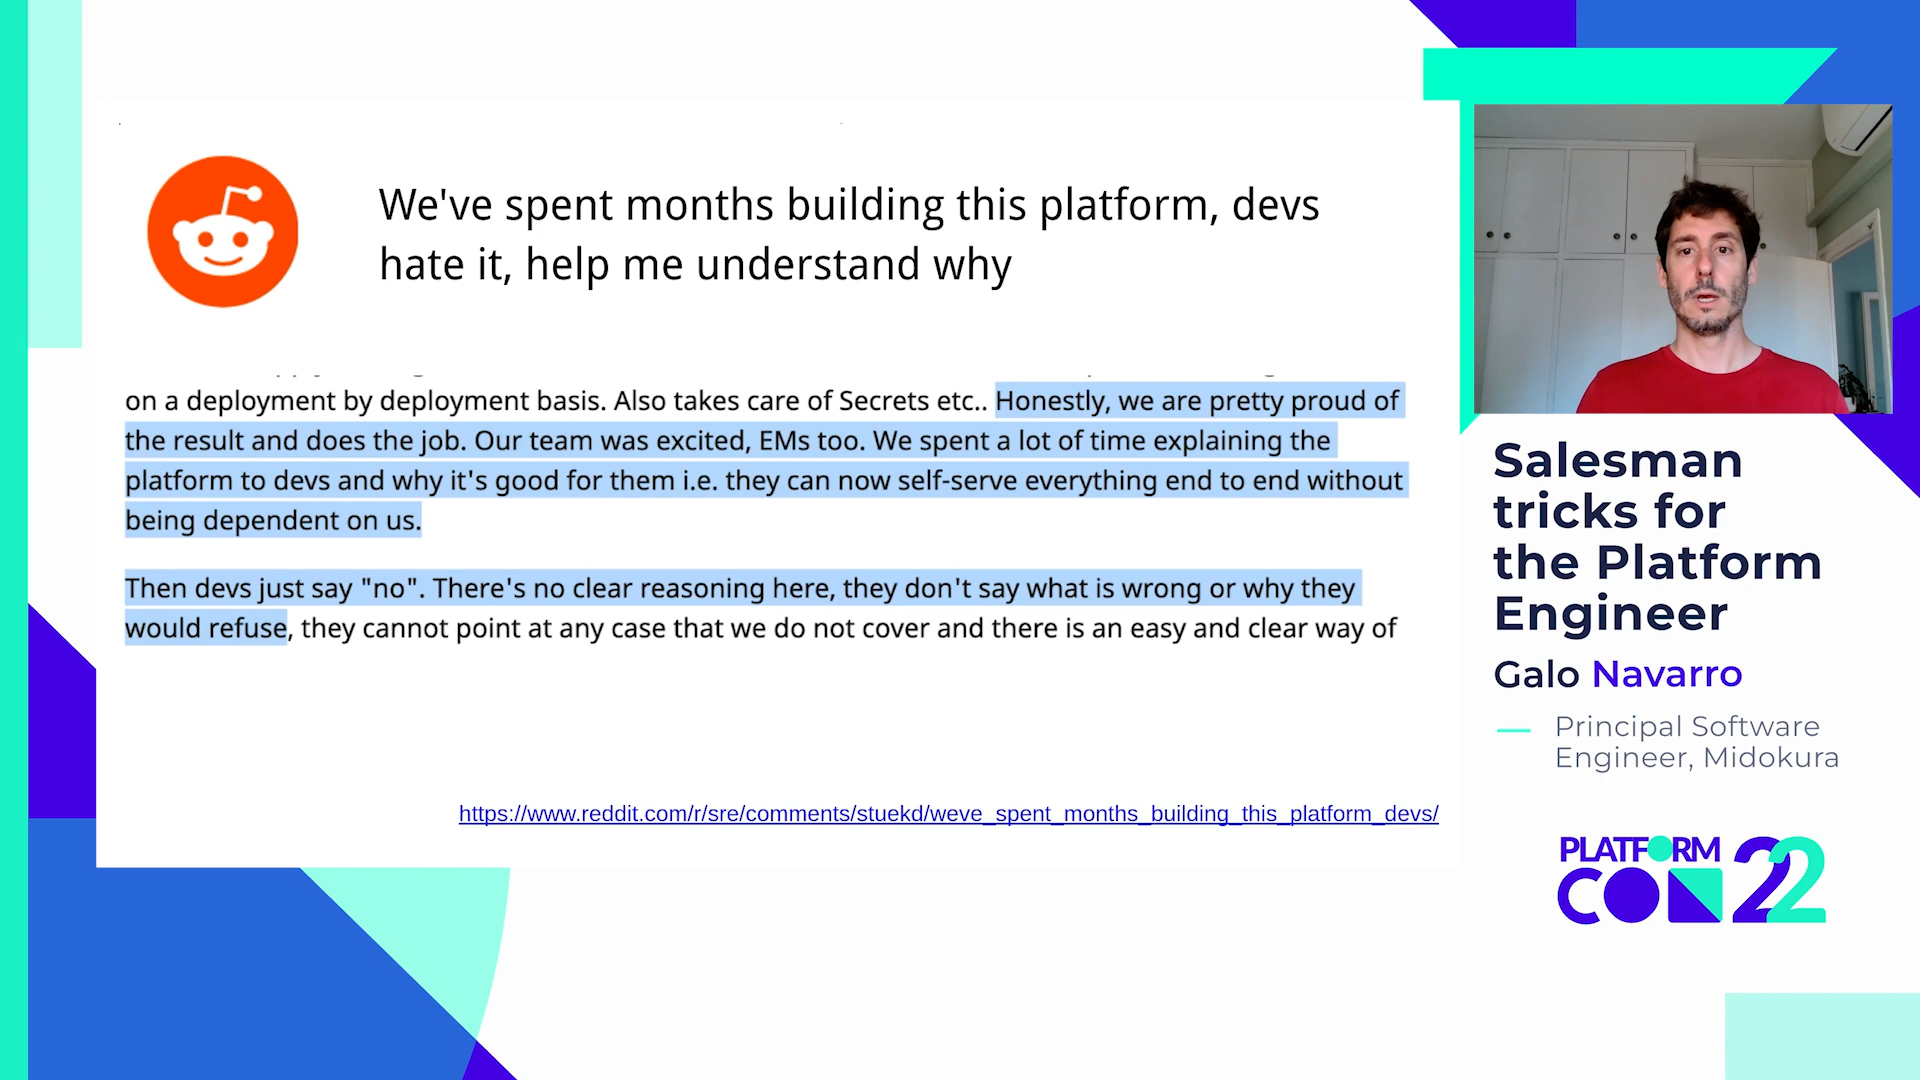 We've spent months building this platform, devs
hate it, help me understand why
on a deployment by deployment basis. Also takes care of Secrets etc.. Honestly, we are pretty proud of
the result and does the job. Our team was excited, EMs too. We spent a lot of time explaining the
platform to devs and why it's good for them i.e. they can now self-serve everything end to end without
being dependent on us.
Then devs just say "no". There's no clear reasoning here, they don't say what is wrong or why they
would refuse, they cannot point at any case that we do not cover and there is an easy and clear way of
https://www.reddit.com/r/sre/comments/stuekd/weve_spent_months_building_this_platform_devs/
Salesman
tricks for
the Platform
Engineer
Galo Navarro
Principal Software
Engineer, Midokura
PLATFORM
CON 22